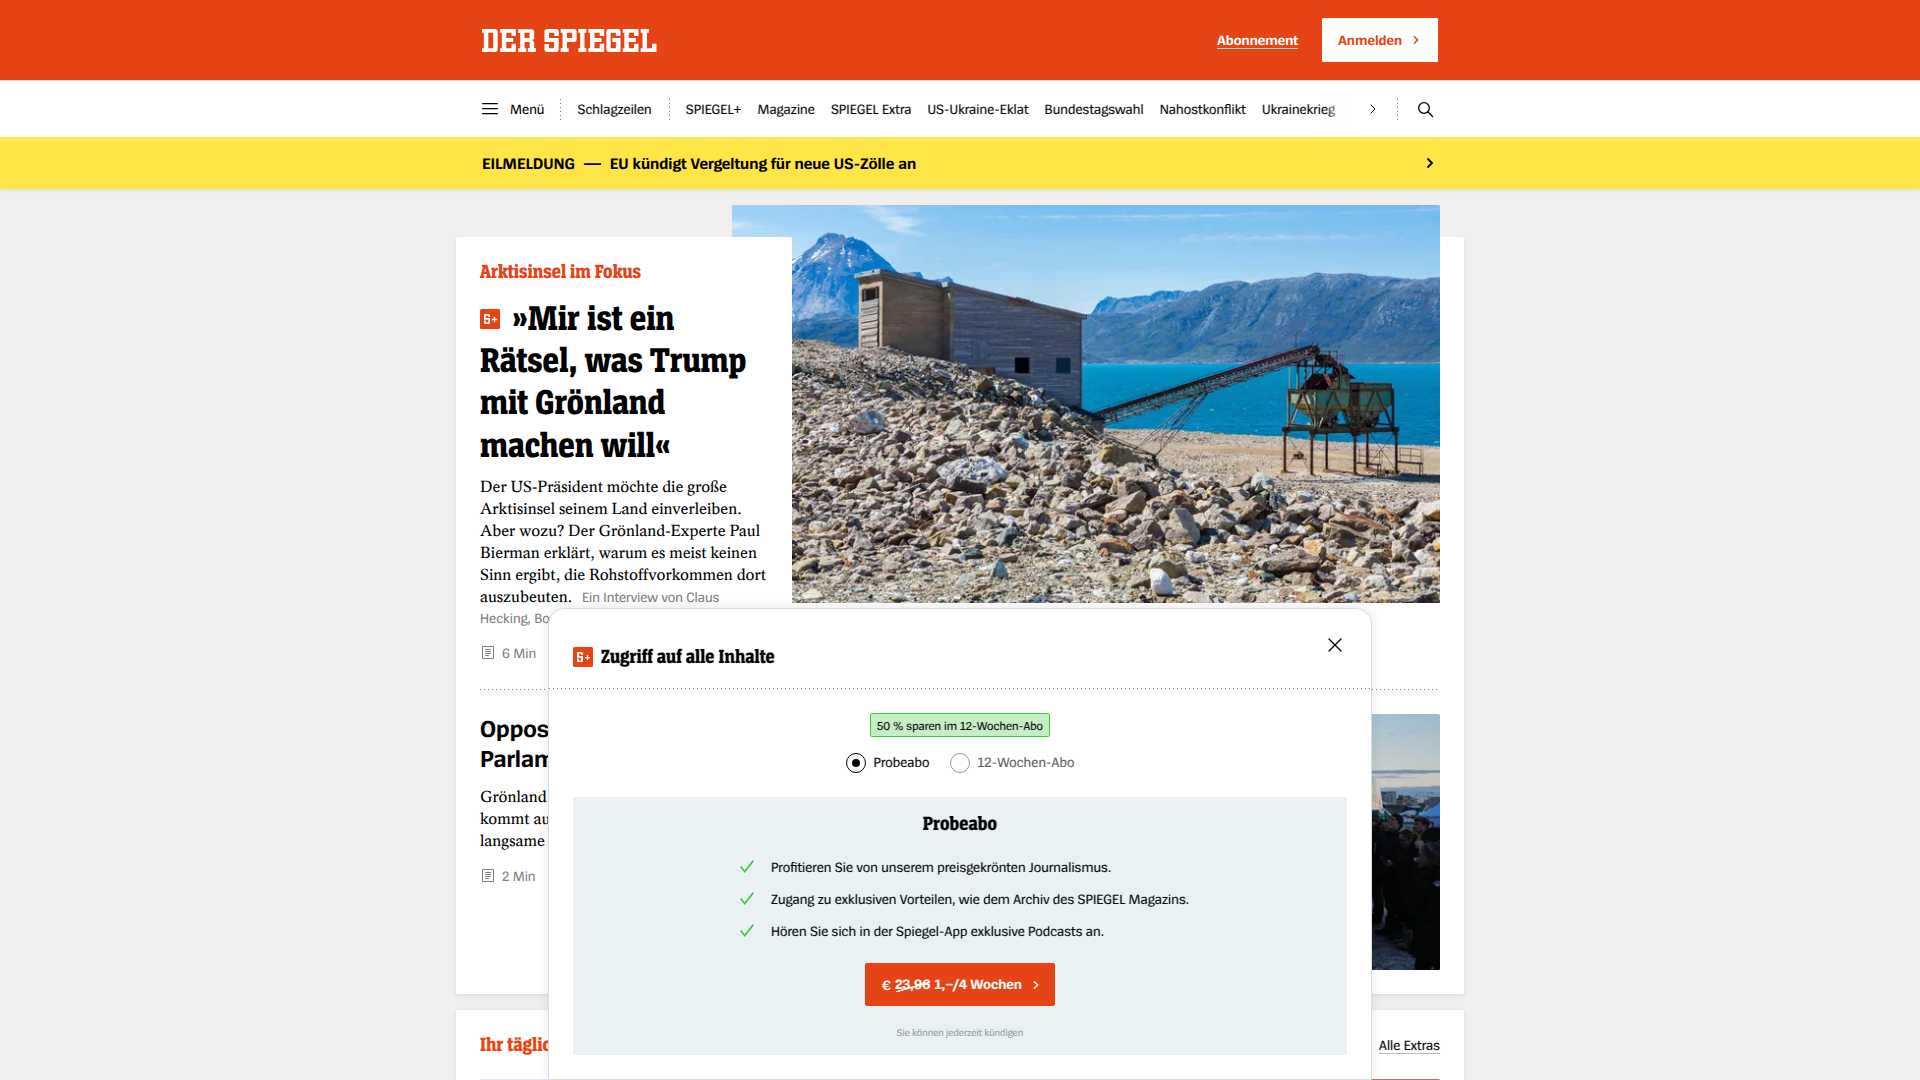 DER SPIEGEL
Abonnement
Anmelden
Menü
Schlagzeilen
SPIEGEL+
Magazine
SPIEGEL Extra
US-Ukraine-Eklat
Bundestagswahl
Nahostkonflikt
Ukrainekrieg
EILMELDUNG — EU kündigt Vergeltung für neue US-Zölle an
Arktisinsel im Fokus
»Mir ist ein
Rätsel, was Trump
mit Grönland
machen will«
Der US-Präsident möchte die große
Arktisinsel seinem Land einverleiben.
Aber wozu? Der Grönland-Experte Paul
Bierman erklärt, warum es meist keinen
Sinn ergibt, die Rohstoffvorkommen dort
auszubeuten. Ein Interview von Claus
Hecking, Bo
6 Min
Oppos
Parlam
Grönland
kommt au
langsame
2 Min
Ihr täglic
Zugriff auf alle Inhalte
50 % sparen im 12-Wochen-Abo
Probeabo
12-Wochen-Abo
Probeabo
Profitieren Sie von unserem preisgekrönten Journalismus.
Zugang zu exklusiven Vorteilen, wie dem Archiv des SPIEGEL Magazins.
Hören Sie sich in der Spiegel-App exklusive Podcasts an.
€ 23,96 1,–/4 Wochen
Sie können jederzeit kündigen
Alle Extras